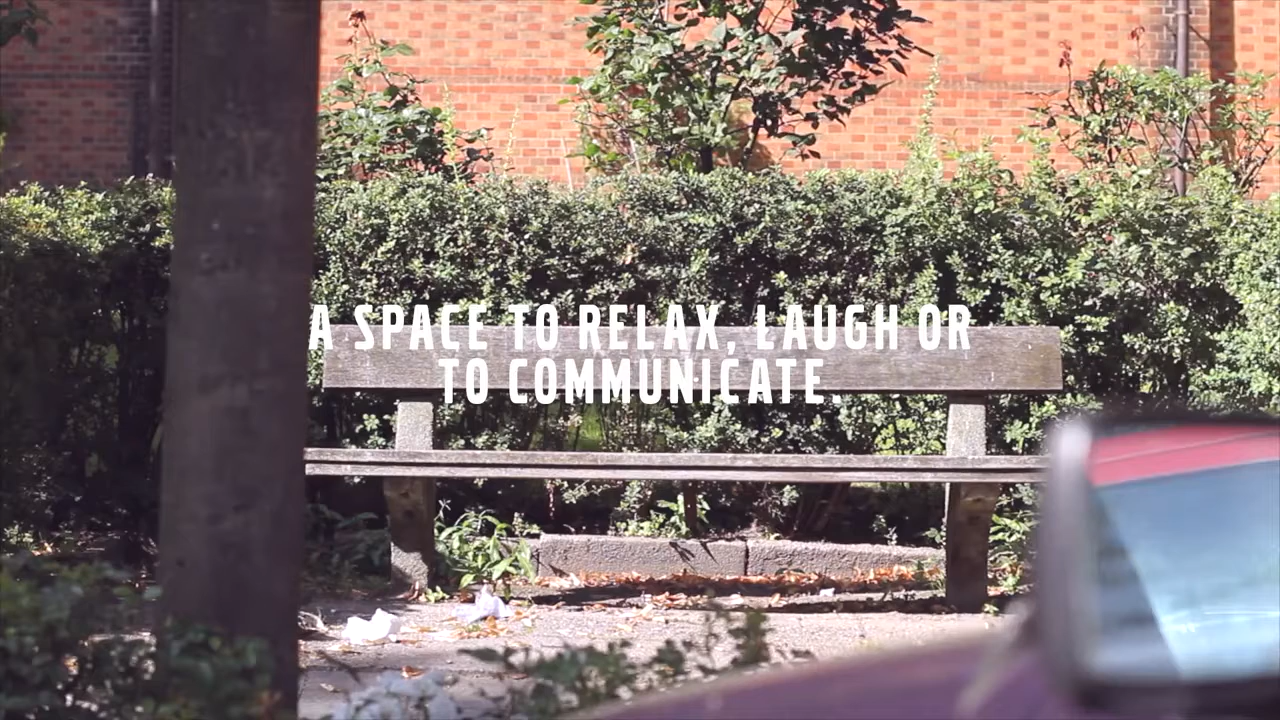 A SPACE TO RELAX, LAUGH OR
TO COMMUNICATE.